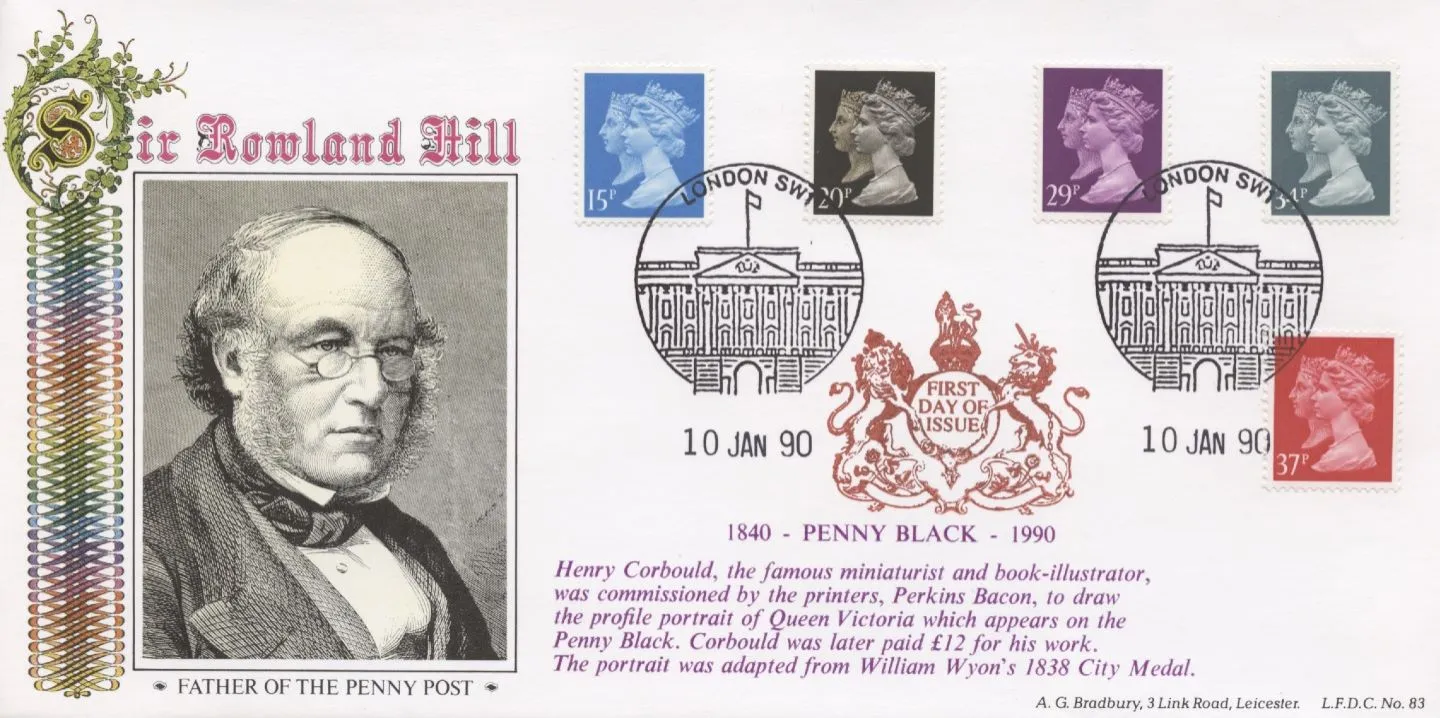 Sir Rowland Hill
FATHER OF THE PENNY POST
15P
20P
29P
34P
LONDON SW1
LONDON SW1
10 JAN 90
10 JAN 90
FIRST
DAY OF
ISSUE
37P
1840 - PENNY BLACK - 1990
Henry Corbould, the famous miniaturist and book-illustrator,
was commissioned by the printers, Perkins Bacon, to draw
the profile portrait of Queen Victoria which appears on the
Penny Black. Corbould was later paid £12 for his work.
The portrait was adapted from William Wyon's 1838 City Medal.
A. G. Bradbury, 3 Link Road, Leicester. L.F.D.C. No. 83